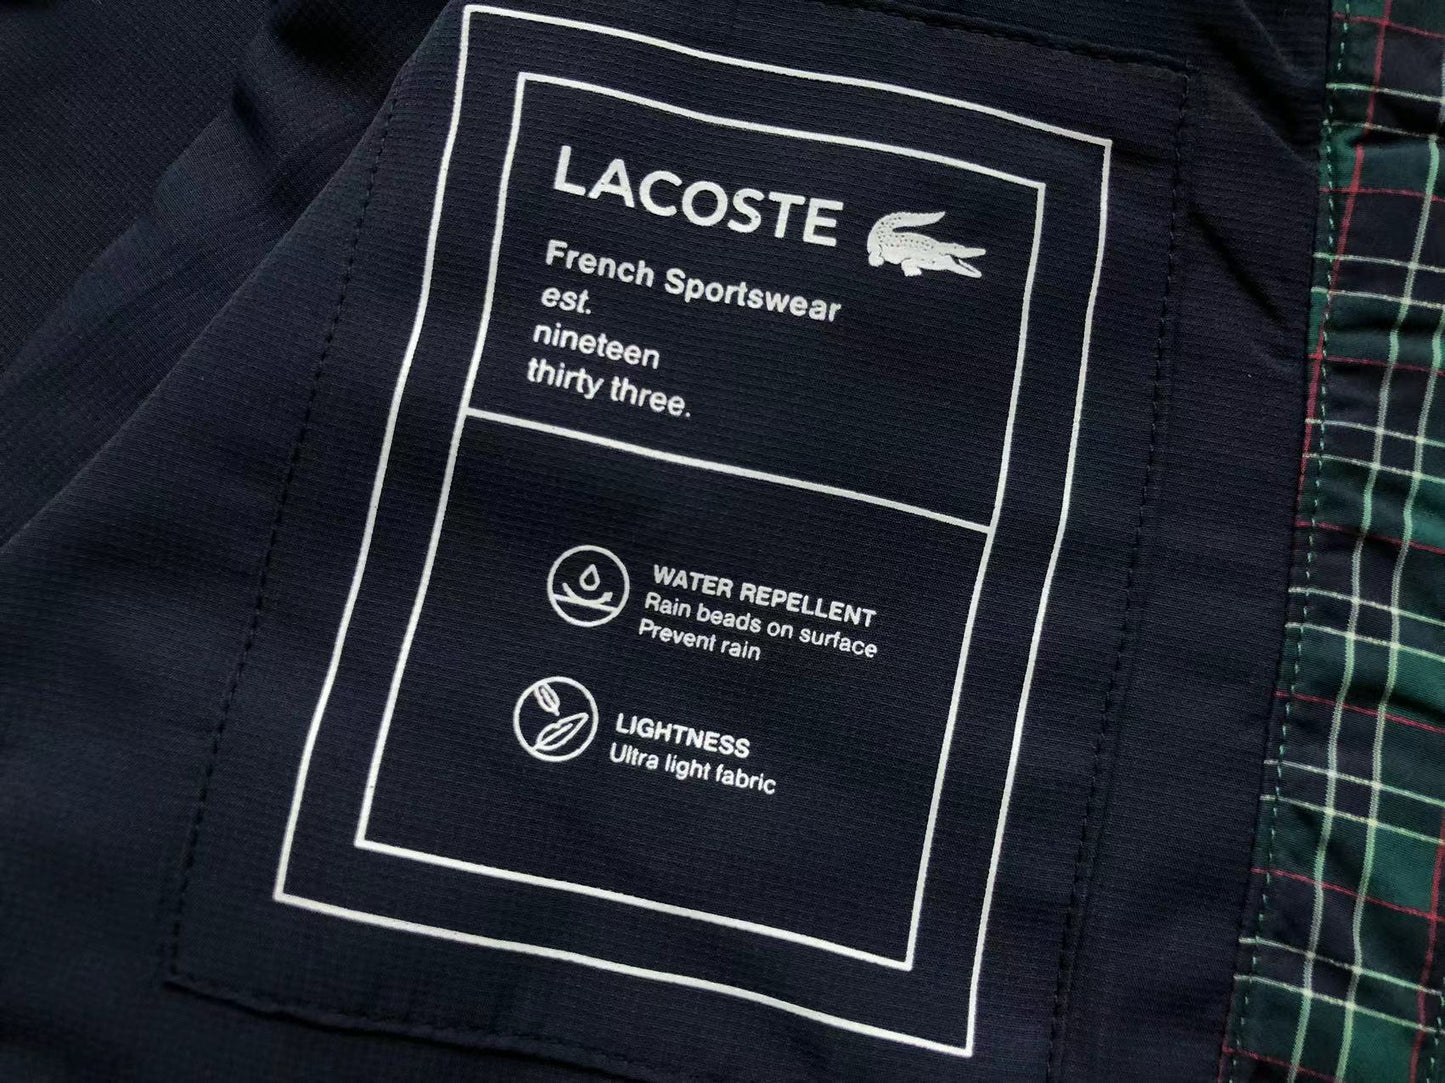 LACOSTE
French Sportswear
est.
nineteen
thirty three.
WATER REPELLENT
Rain beads on surface
Prevent rain
LIGHTNESS
Ultra light fabric